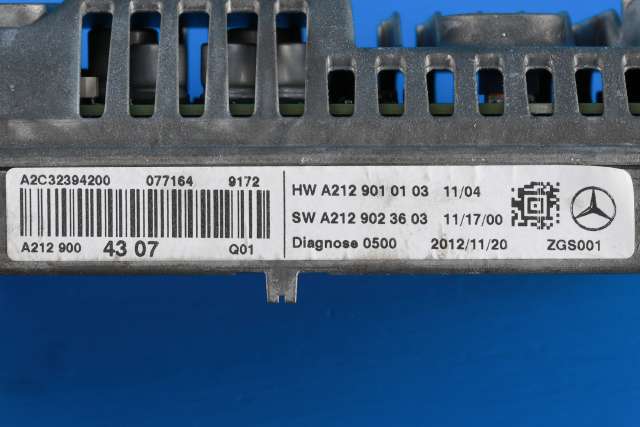 A2C32394200 077164 9172
A212 900 43 07 Q01
HW A212 901 01 03 11/04
SW A212 902 36 03 11/17/00
Diagnose 0500 2012/11/20 ZGS001